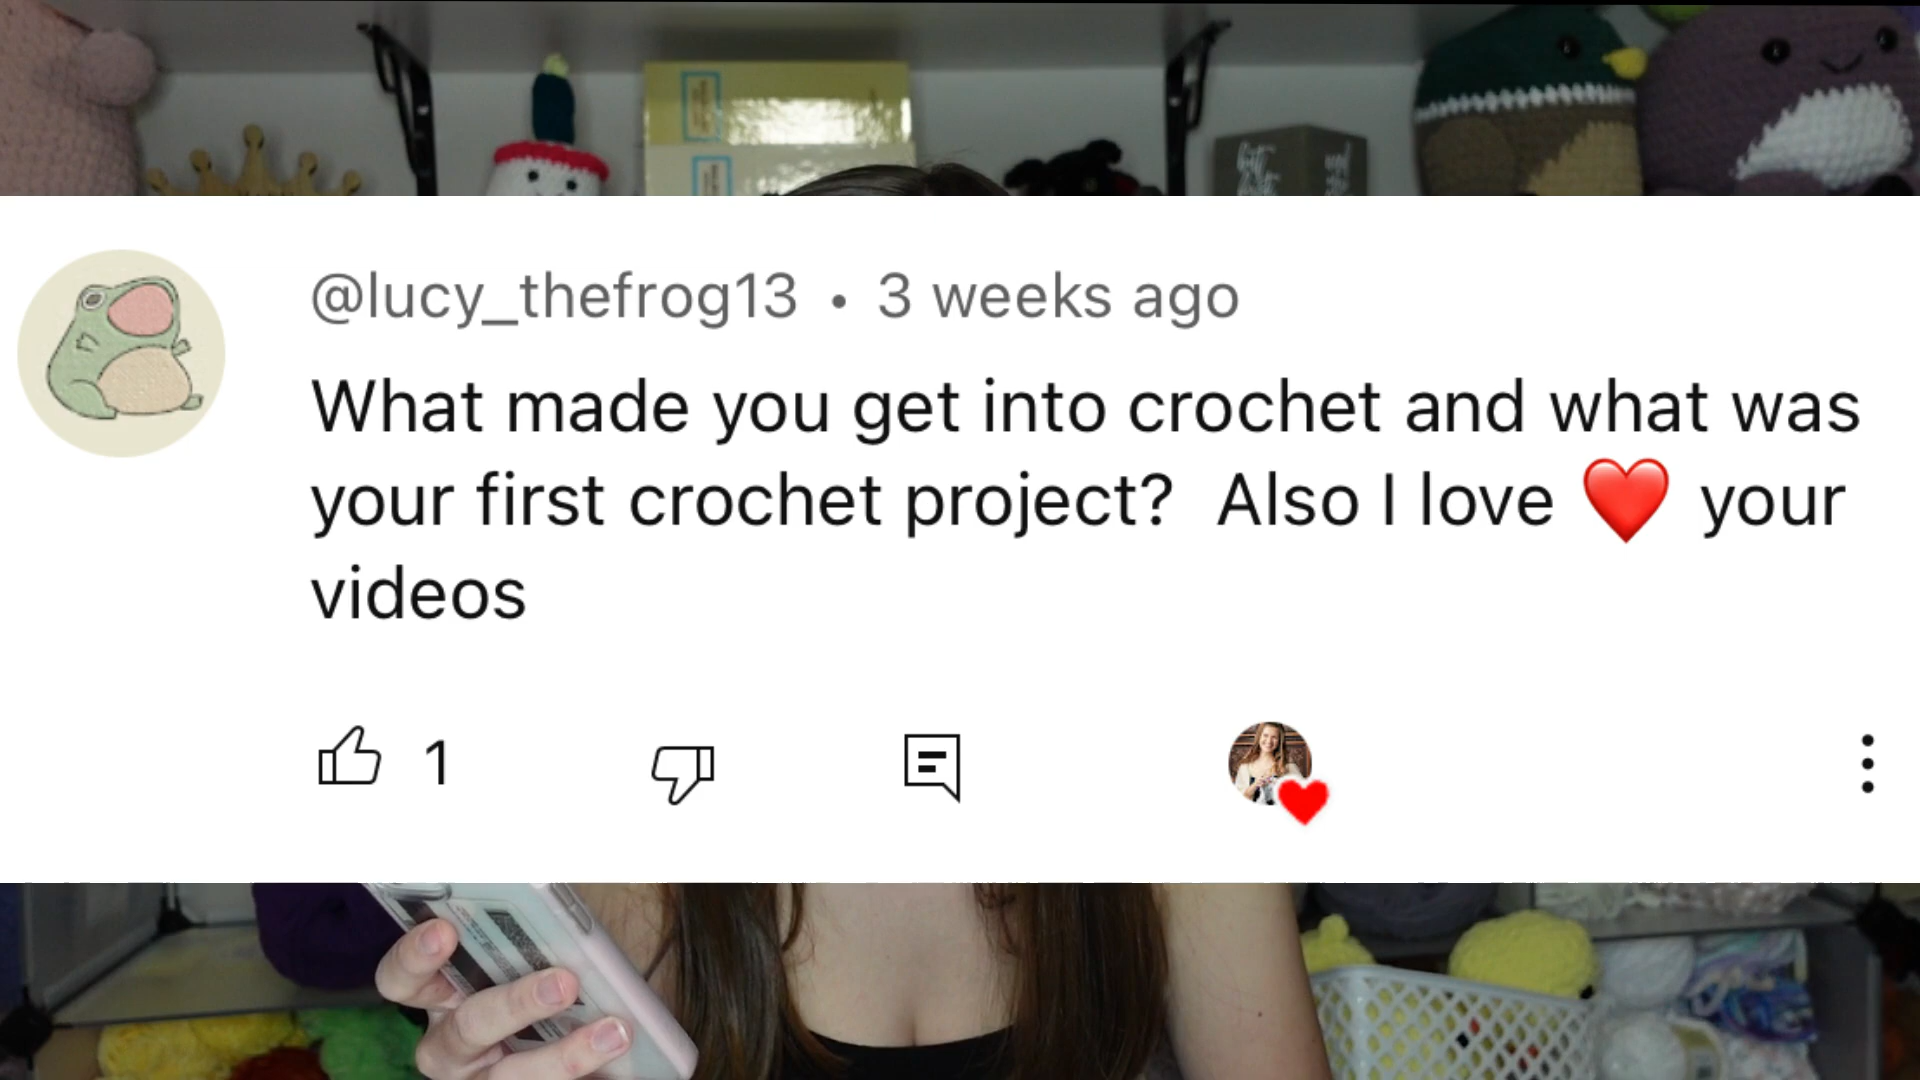 @lucy_thefrog13 • 3 weeks ago
What made you get into crochet and what was
your first crochet project? Also I love ❤️ your
videos
1